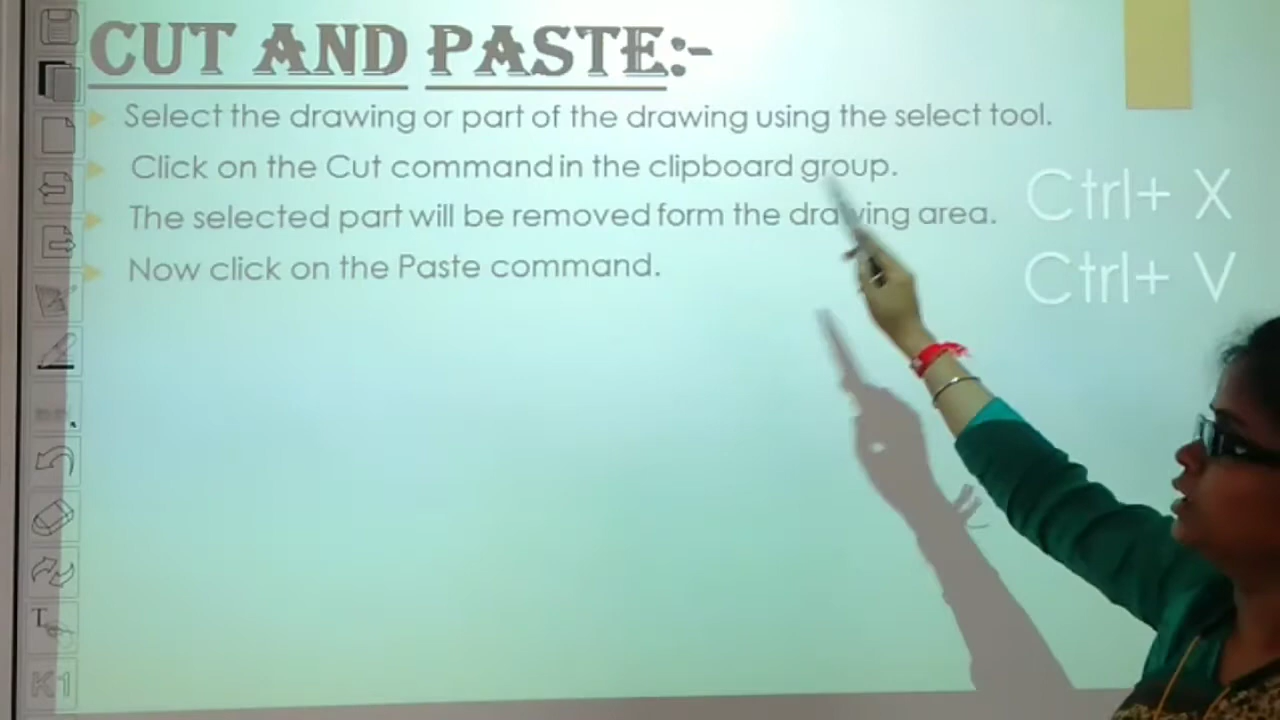 CUT AND PASTE:-
Select the drawing or part of the drawing using the select tool.
Click on the Cut command in the clipboard group.
The selected part will be removed form the drawing area.
Now click on the Paste command.
Ctrl+ X
Ctrl+ V
T
K1